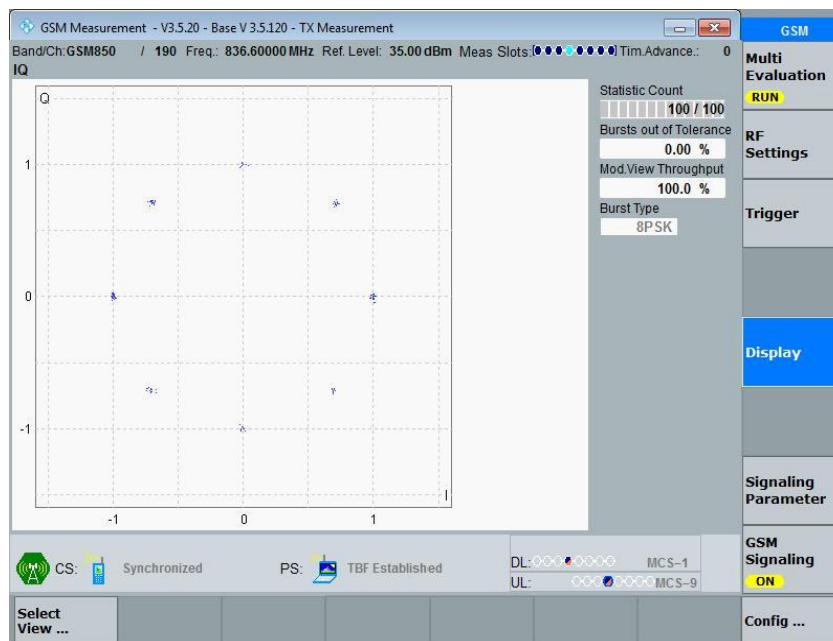 GSM Measurement - V3.5.20 - Base V 3.5.120 - TX Measurement
GSM
Band/Ch:GSM850 / 190 Freq.: 836.60000 MHz Ref. Level: 35.00 dBm Meas Slots: Tim.Advance.: 0
IQ
Q
1
0
-1
I
-1 0 1
Statistic Count
100 / 100
Bursts out of Tolerance
0.00 %
Mod.View Throughput
100.0 %
Burst Type
8PSK
Multi
Evaluation
RUN
RF
Settings
Trigger
Display
Signaling
Parameter
GSM
Signaling
ON
CS: Synchronized PS: TBF Established DL: MCS-1
UL: MCS-9
Select
View ...
Config ...